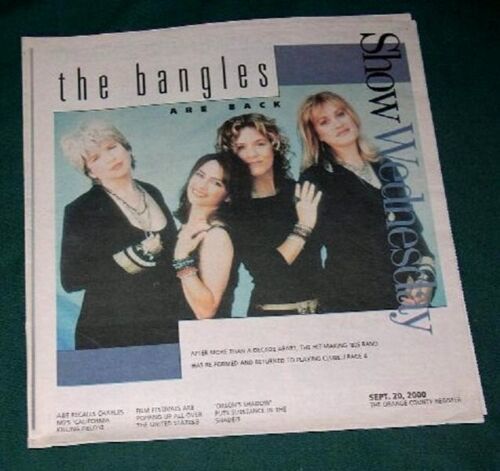 the bangles
ARE BACK
Show Wednesday
AFTER MORE THAN A DECADE APART, THE HIT-MAKING '80S BAND
HAS RE-FORMED AND RETURNED TO PLAYING CLUBS / PAGE 4
FILM FESTIVALS ARE
POPPING UP ALL OVER
THE UNITED STATES/8
'ORSON'S SHADOW'
PUTS SUBSTANCE IN THE
SEPT. 20, 2000
THE ORANGE COUNTY REGISTER